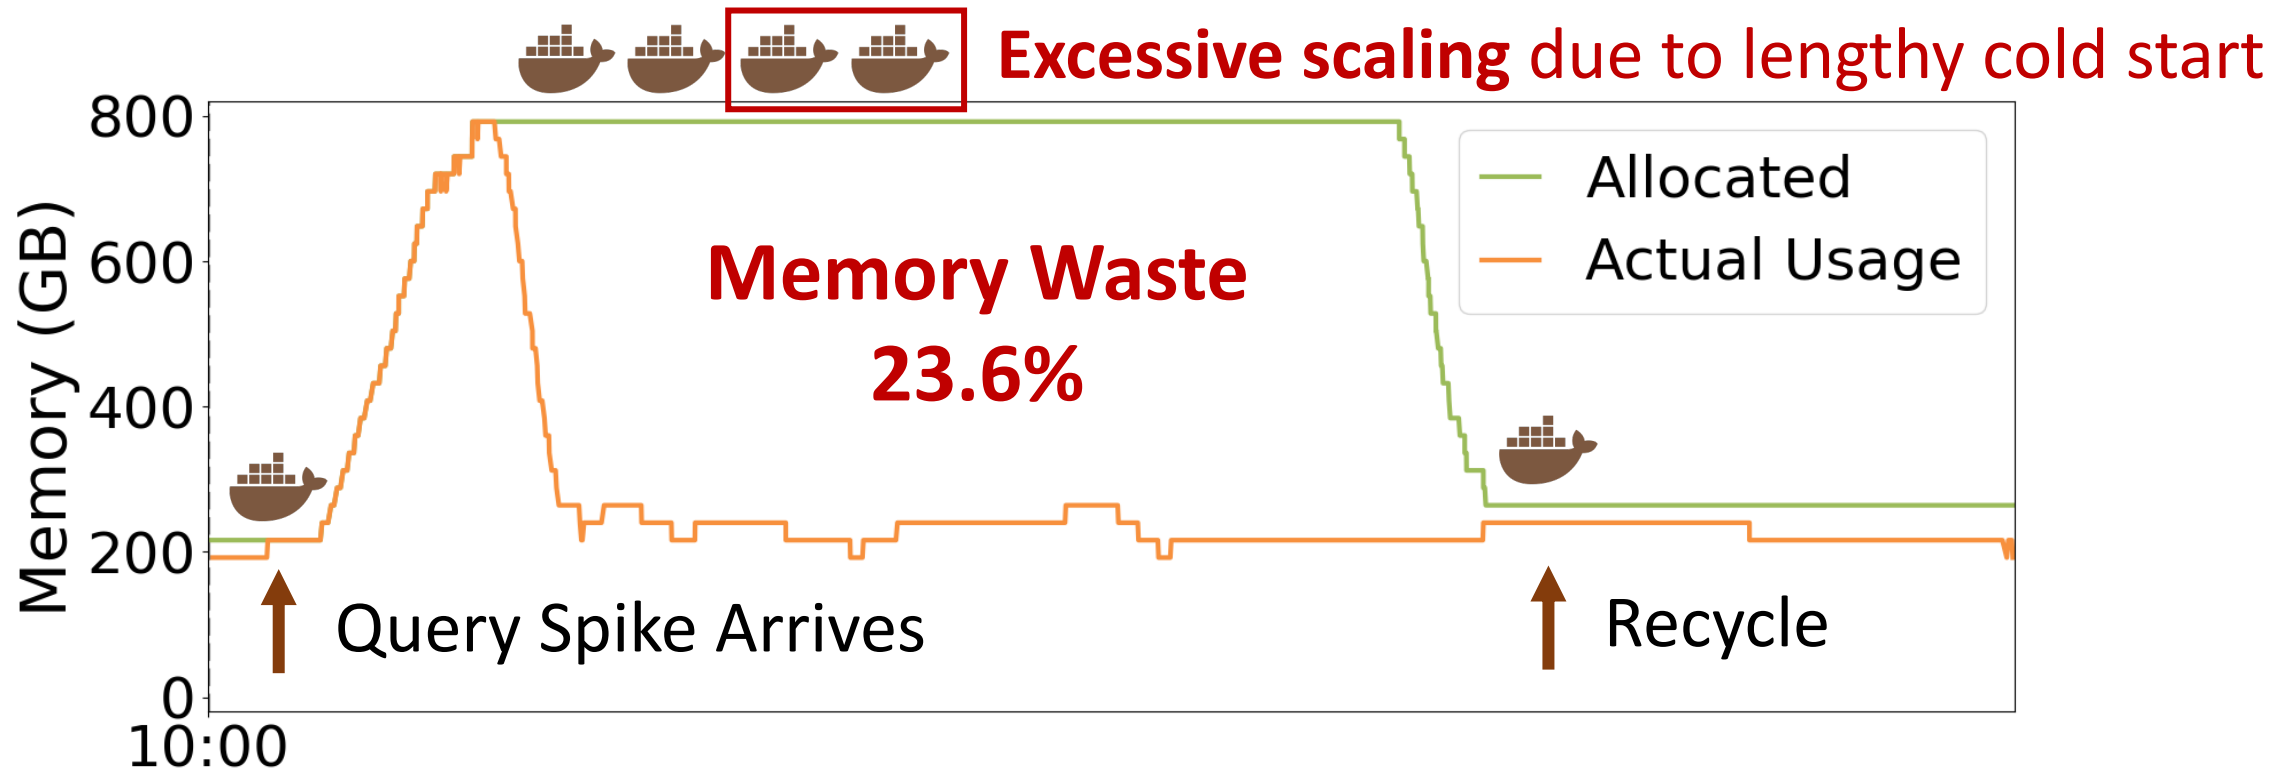 Excessive scaling due to lengthy cold start
800
600
400
200
0
Memory (GB)
Allocated
Actual Usage
Memory Waste
23.6%
Query Spike Arrives
Recycle
10:00